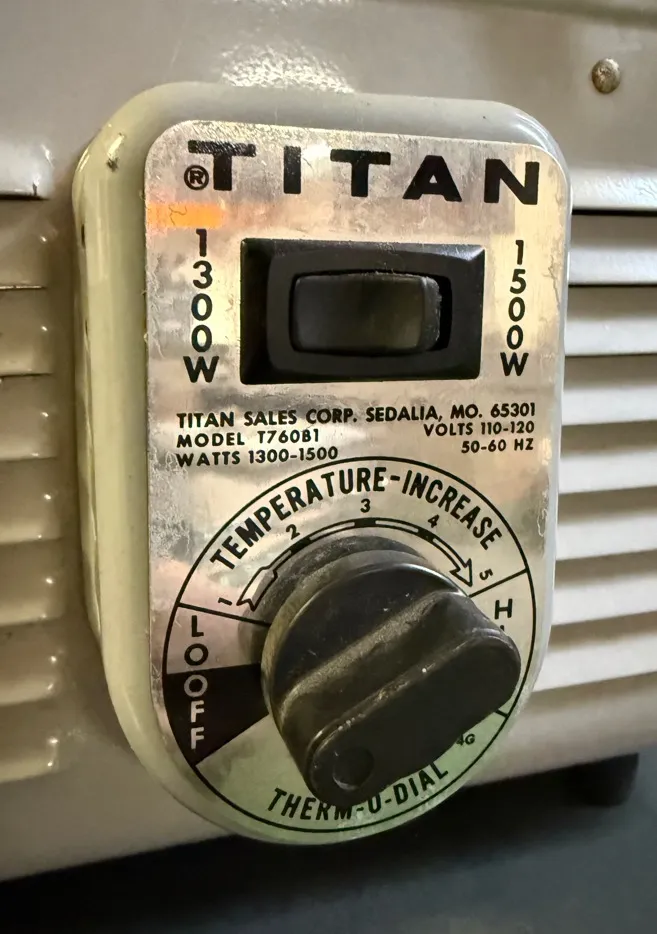 ® TITAN
1300W
1500W
TITAN SALES CORP. SEDALIA, MO. 65301
MODEL T760B1 VOLTS 110-120
WATTS 1300-1500 50-60 HZ
TEMPERATURE-INCREASE
1 2 3 4 5
LO
OFF
THERM-O-DIAL